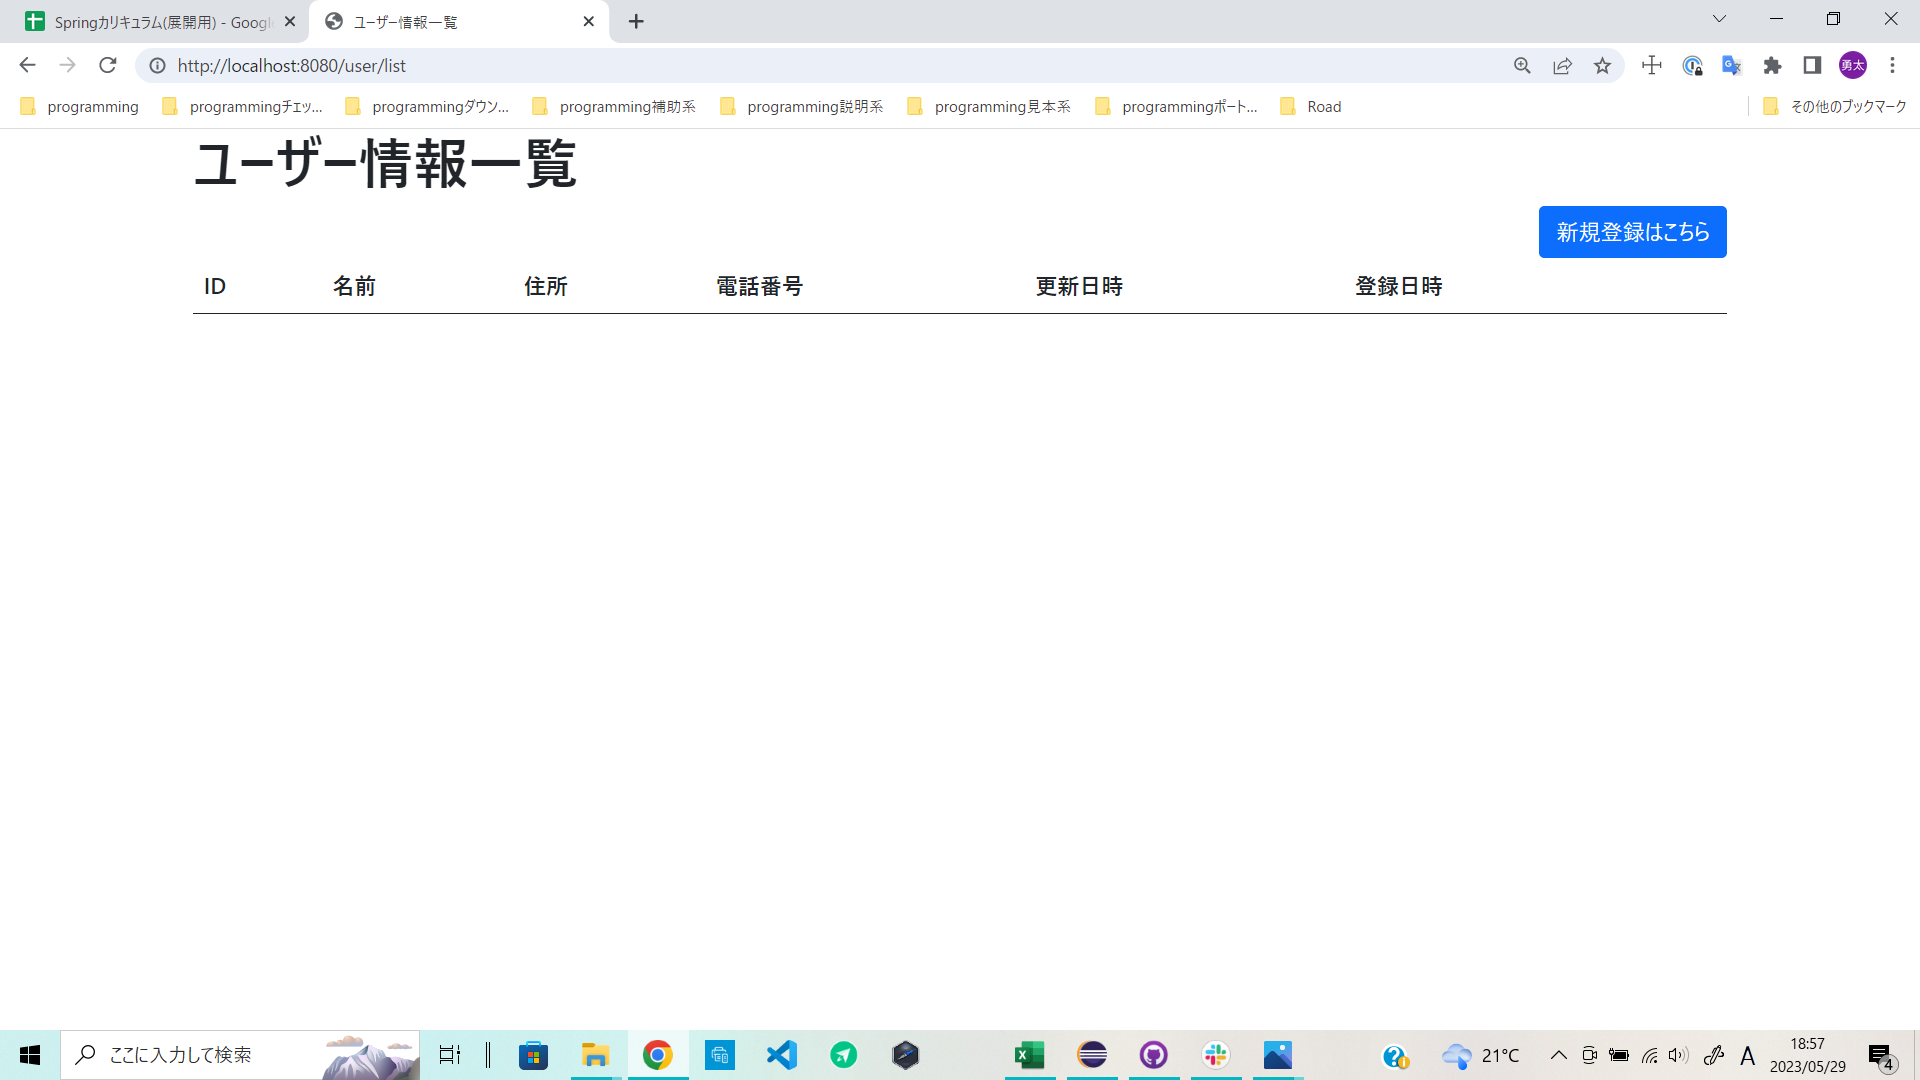 Springカリキュラム(展開用) - Googl
ユーザー情報一覧
http://localhost:8080/user/list
勇太
programming
programmingチェッ...
programmingダウン...
programming補助系
programming説明系
programming見本系
programmingポート...
Road
その他のブックマーク
ユーザー情報一覧
新規登録はこちら
ID 名前 住所 電話番号 更新日時 登録日時
ここに入力して検索
21°C
A
18:57
2023/05/29
4